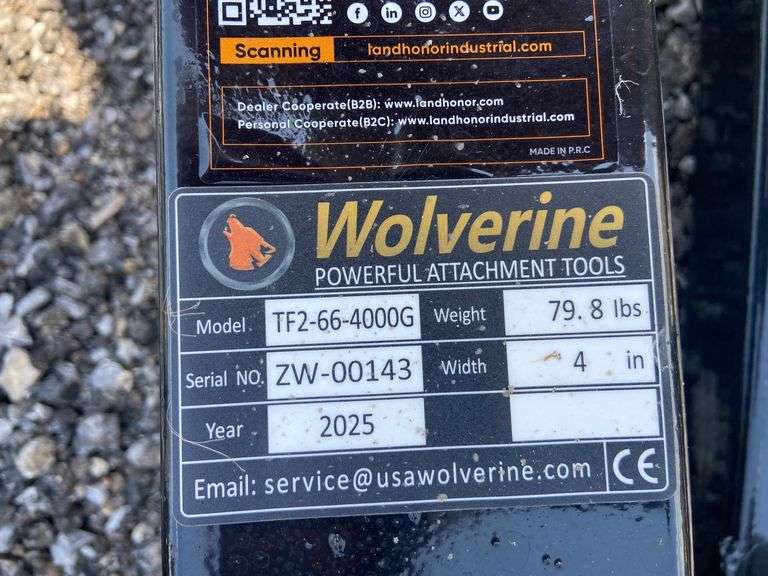 Scanning landhonorindustrial.com
Dealer Cooperate(B2B): www.landhonor.com
Personal Cooperate(B2C): www.landhonorindustrial.com
MADE IN P.R.C
Wolverine
POWERFUL ATTACHMENT TOOLS
Model TF2-66-4000G Weight 79.8 lbs
Serial NO. ZW-00143 Width 4 in
Year 2025
Email: service@usawolverine.com CE